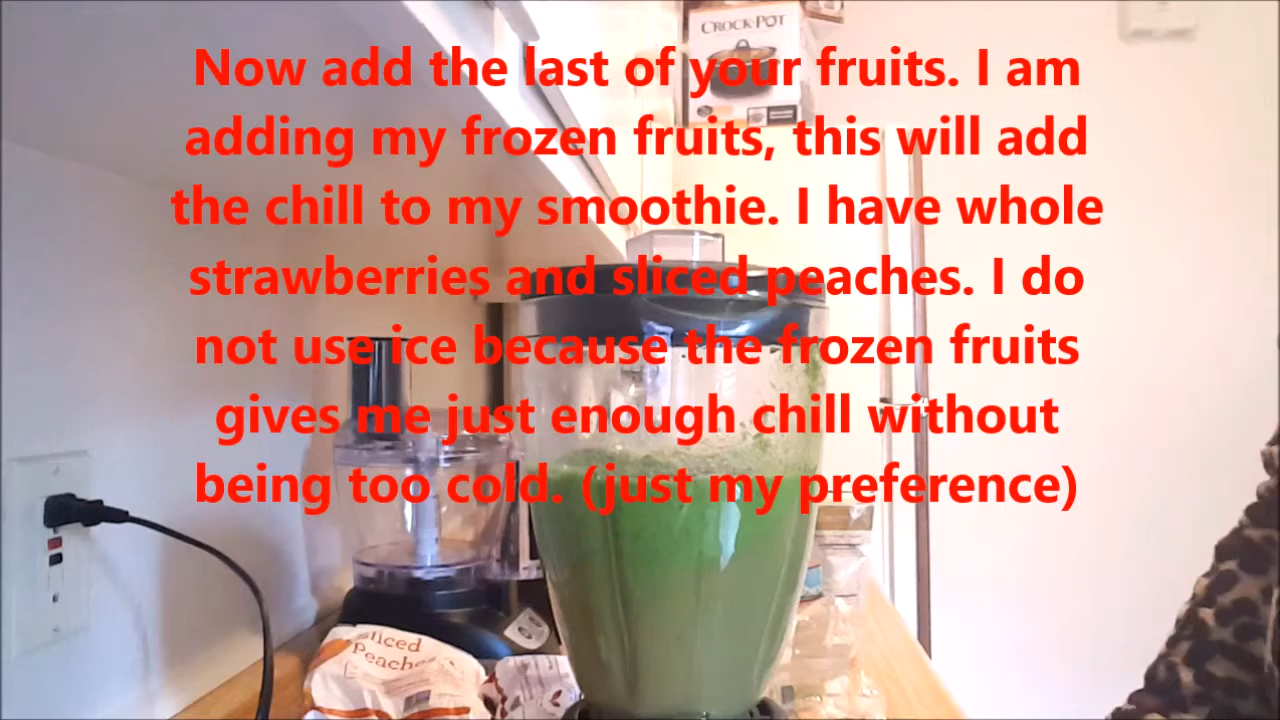 CROCK·POT
Now add the last of your fruits. I am
adding my frozen fruits, this will add
the chill to my smoothie. I have whole
strawberries and sliced peaches. I do
not use ice because the frozen fruits
gives me just enough chill without
being too cold. (just my preference)
sliced
Peaches